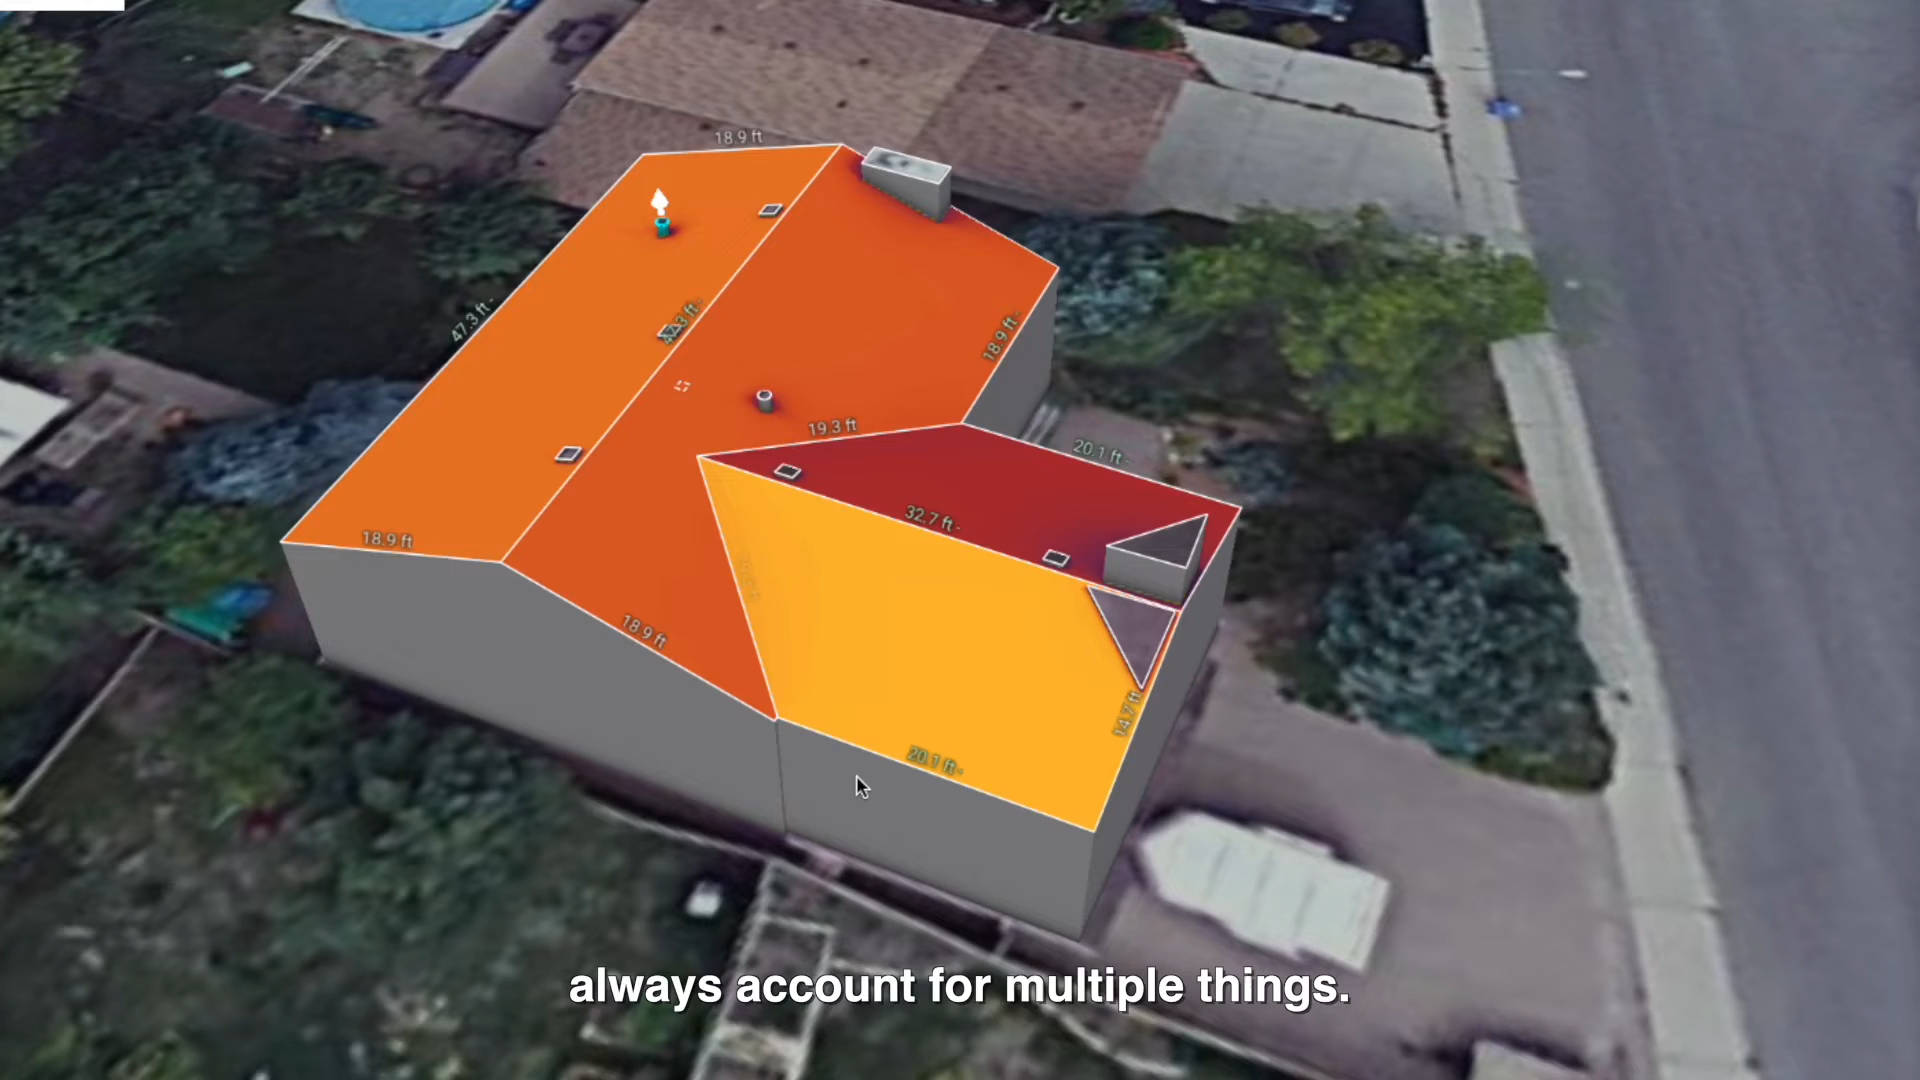 18.9 ft
47.3 ft -
18.9 ft -
19.3 ft
20.1 ft -
32.7 ft -
18.9 ft
18.9 ft
14.7 ft
20.1 ft -
always account for multiple things.